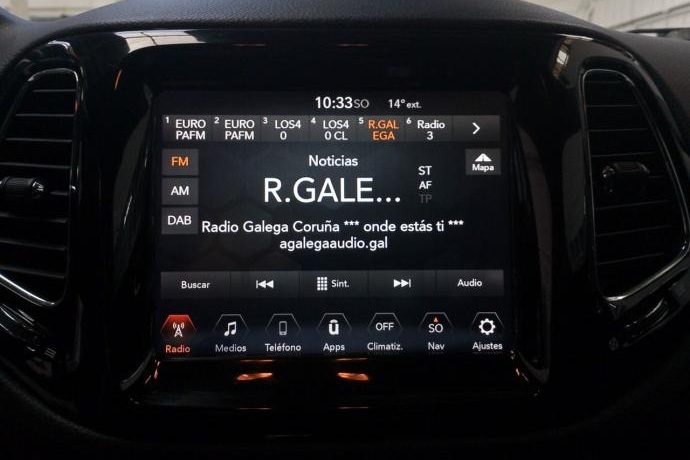 10:33 SO 14° ext.
1 EURO PAFM 2 EURO PAFM 3 LOS4 0 4 LOS4 0 CL 5 R.GAL EGA 6 Radio 3
FM
Noticias
ST
Mapa
AM
R.GALE...
AF
TP
DAB
Radio Galega Coruña *** onde estás ti ***
agalegaaudio.gal
Buscar Sint. Audio
OFF SO
Radio Medios Teléfono Apps Climatiz. Nav Ajustes